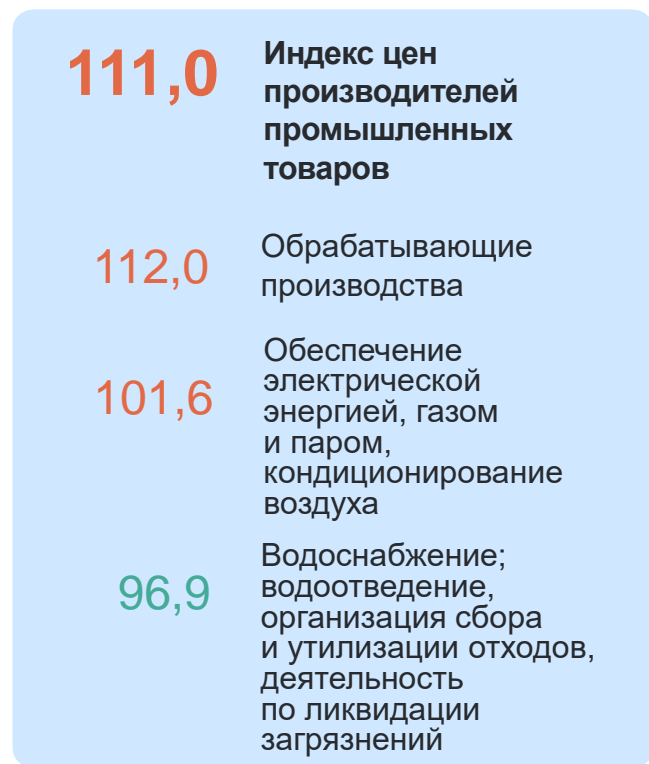 111,0
Индекс цен
производителей
промышленных
товаров
112,0
Обрабатывающие
производства
101,6
Обеспечение
электрической
энергией, газом
и паром,
кондиционирование
воздуха
96,9
Водоснабжение;
водоотведение,
организация сбора
и утилизации отходов,
деятельность
по ликвидации
загрязнений